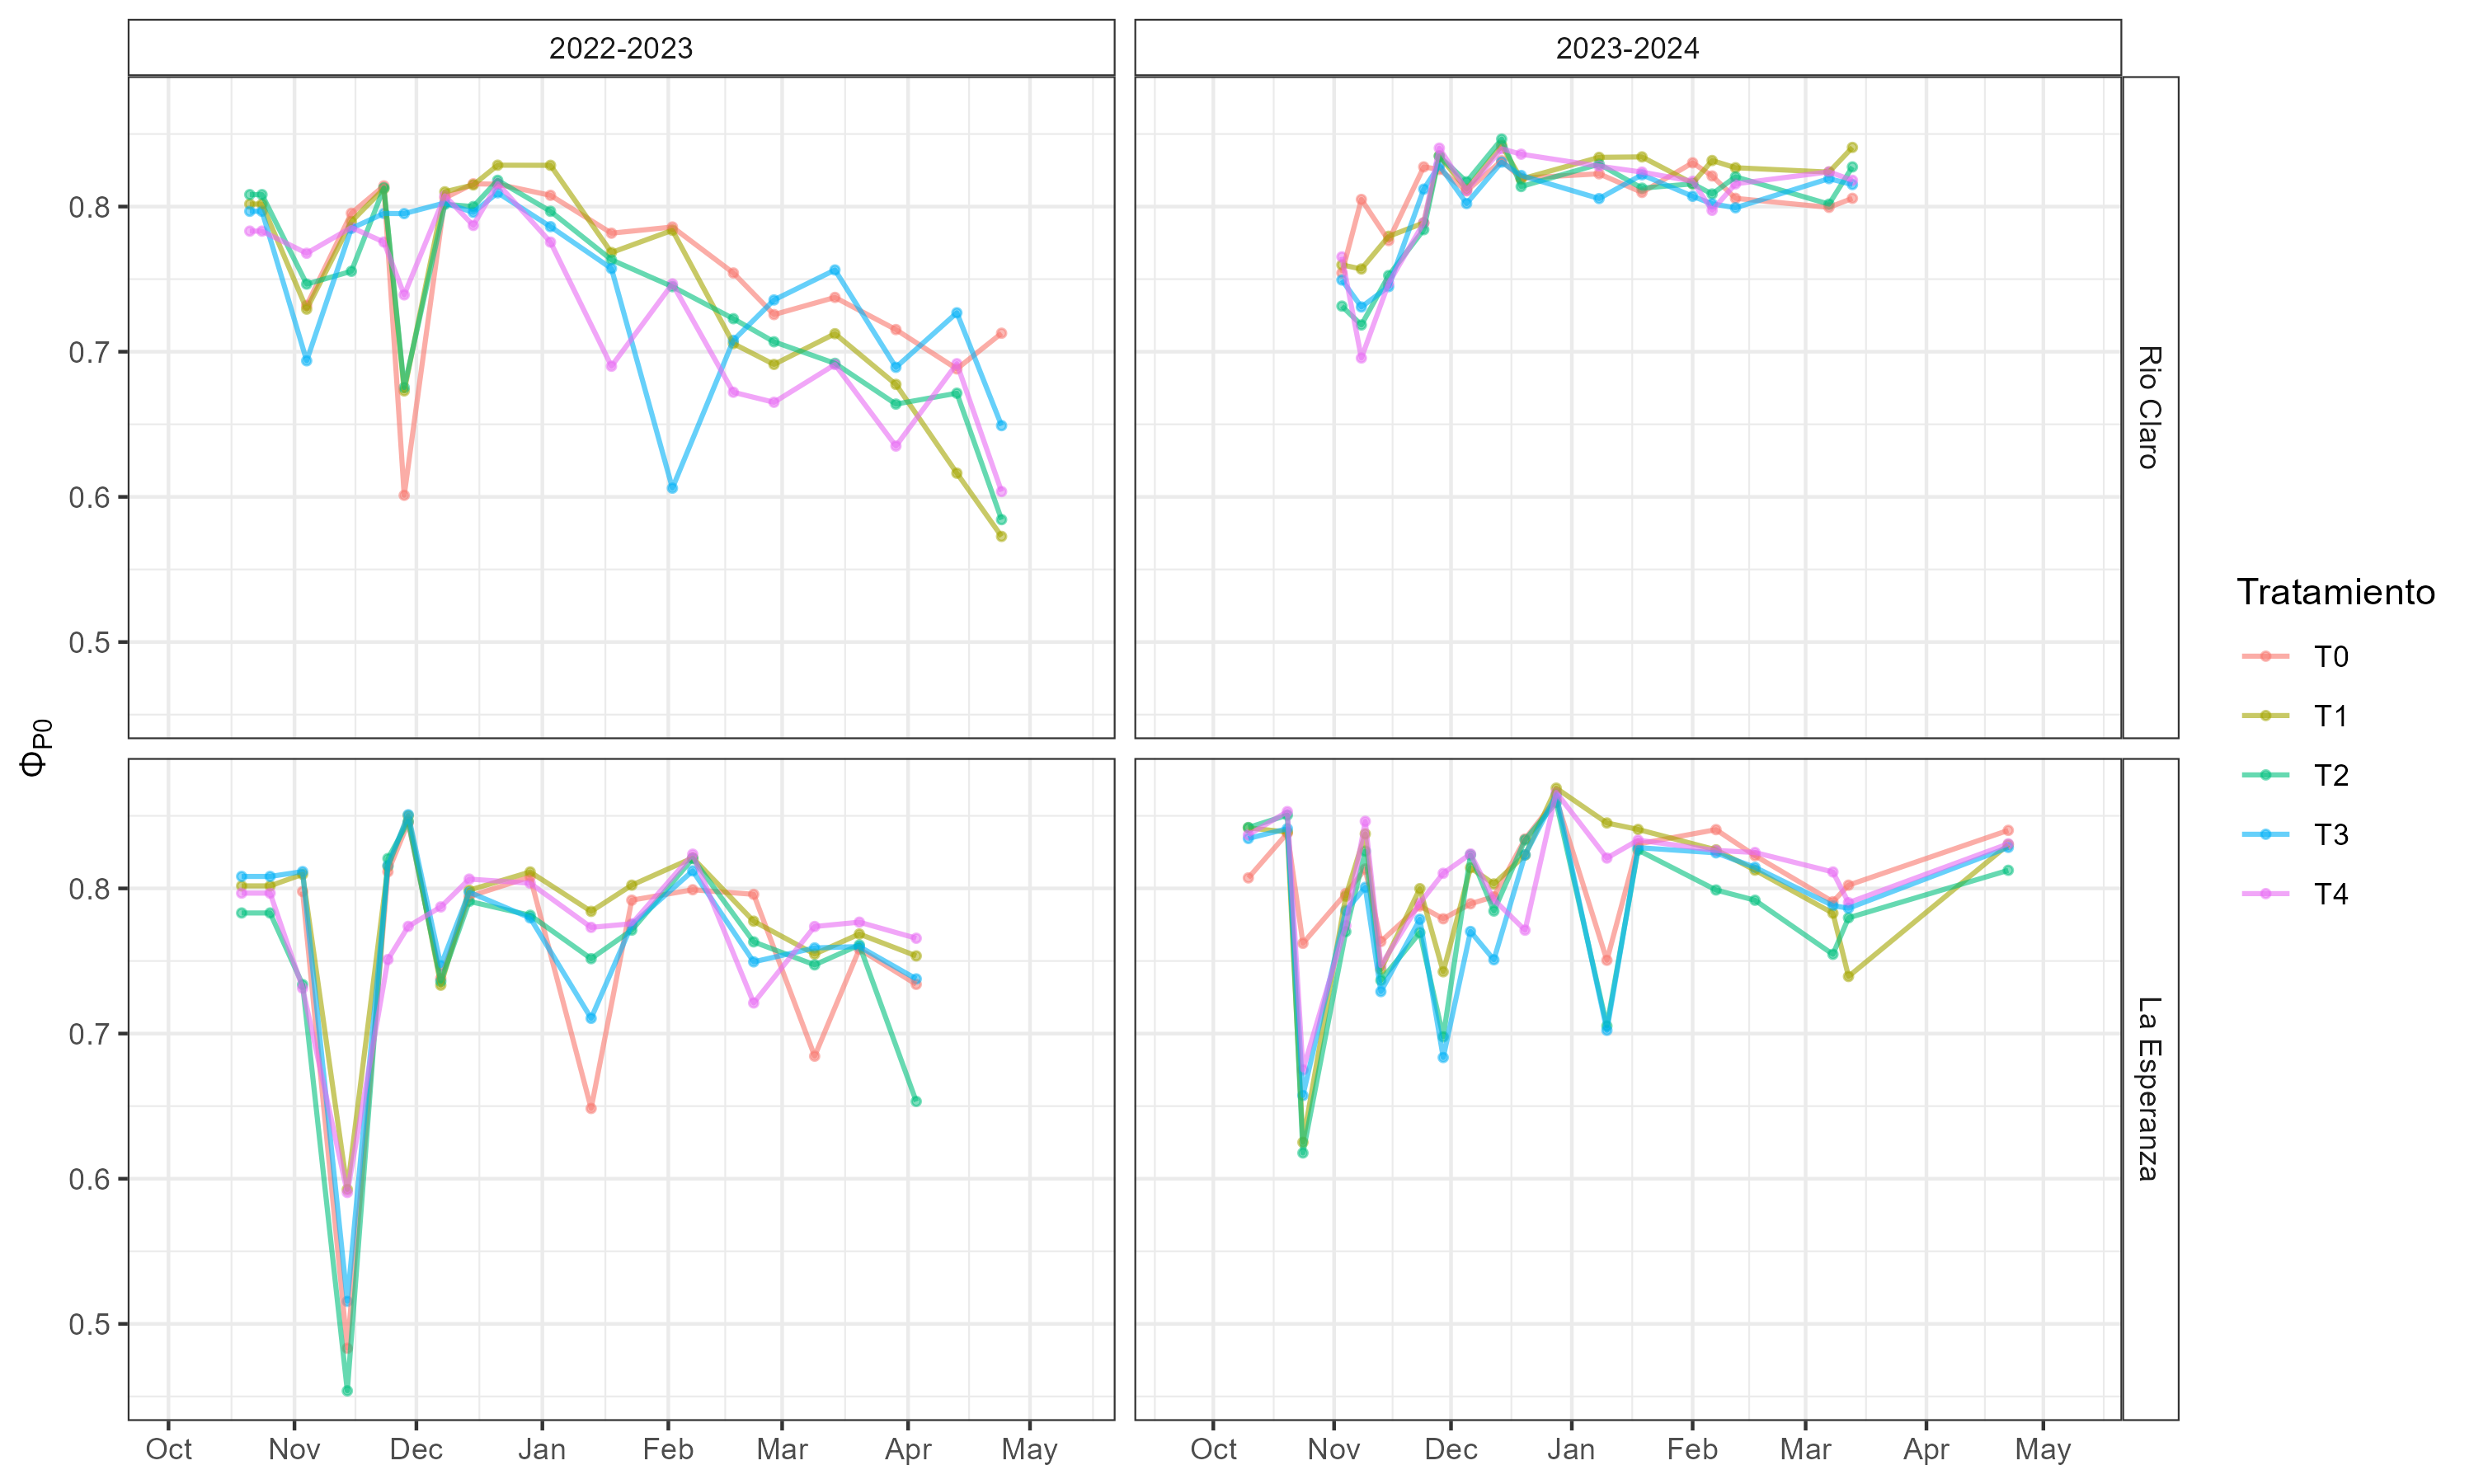 2022-2023
2023-2024
0.8
0.7
0.6
0.5
Rio Claro
ΦP0
0.8
0.7
0.6
0.5
La Esperanza
Oct Nov Dec Jan Feb Mar Apr May
Oct Nov Dec Jan Feb Mar Apr May
Tratamiento
T0
T1
T2
T3
T4